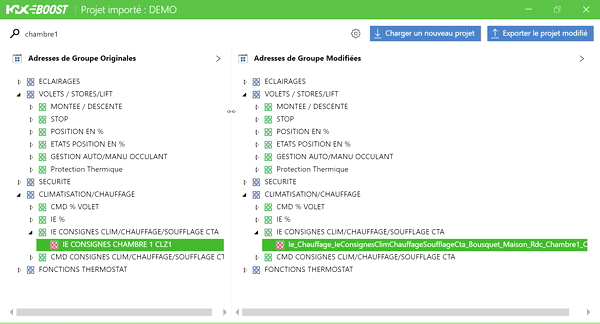 KNX-BOOST Projet importé : DEMO
chambre1
Charger un nouveau projet
Exporter le projet modifié
Adresses de Groupe Originales
ECLAIRAGES
VOLETS / STORES/LIFT
MONTEE / DESCENTE
STOP
POSITION EN %
ETATS POSITION EN %
GESTION AUTO/MANU OCCULANT
Protection Thermique
SECURITE
CLIMATISATION/CHAUFFAGE
CMD % VOLET
IE %
IE CONSIGNES CLIM/CHAUFFAGE/SOUFFLAGE CTA
IE CONSIGNES CHAMBRE 1 CLZ1
CMD CONSIGNES CLIM/CHAUFFAGE/SOUFFLAGE CT
FONCTIONS THERMOSTAT
Adresses de Groupe Modifiées
ECLAIRAGES
VOLETS / STORES/LIFT
MONTEE / DESCENTE
STOP
POSITION EN %
ETATS POSITION EN %
GESTION AUTO/MANU OCCULANT
Protection Thermique
SECURITE
CLIMATISATION/CHAUFFAGE
CMD % VOLET
IE %
IE CONSIGNES CLIM/CHAUFFAGE/SOUFFLAGE CTA
Ie_Chauffage_IeConsignesClimChauffageSoufflageCta_Bousquet_Maison_Rdc_Chambre1_C
CMD CONSIGNES CLIM/CHAUFFAGE/SOUFFLAGE CTA
FONCTIONS THERMOSTAT